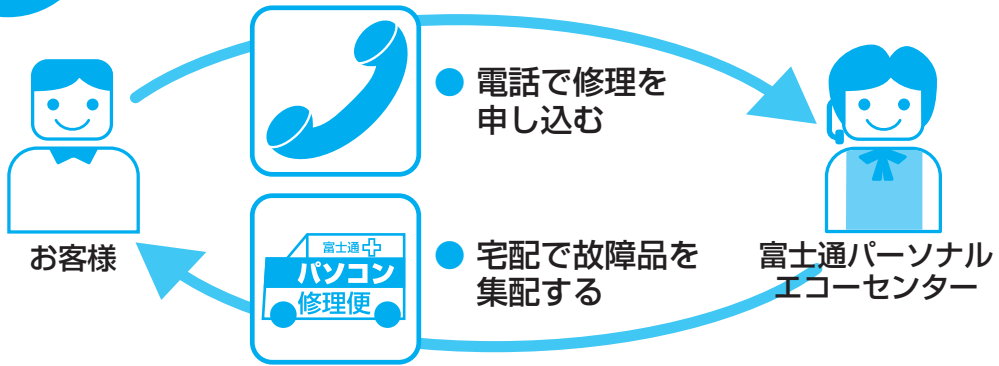 ● 電話で修理を
申し込む
お客様
富士通
パソコン
修理便
● 宅配で故障品を
集配する
富士通パーソナル
エコーセンター